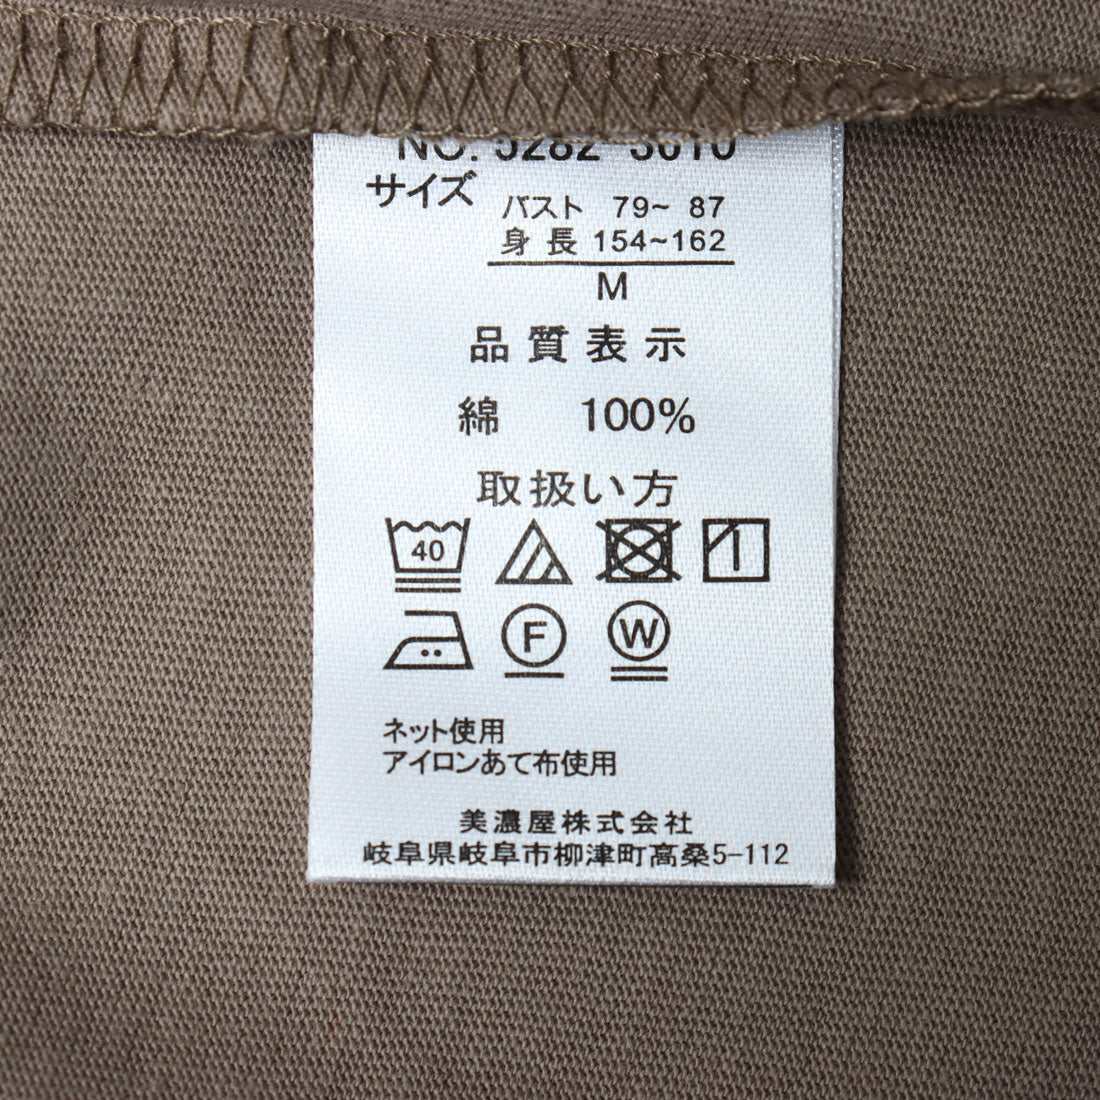 NO. 5282 3610
サイズ
バスト 79~ 87
身長 154~162
M
品質表示
綿 100%
取扱い方
40
F W
ネット使用
アイロンあて布使用
美濃屋株式会社
岐阜県岐阜市柳津町高桑5-112